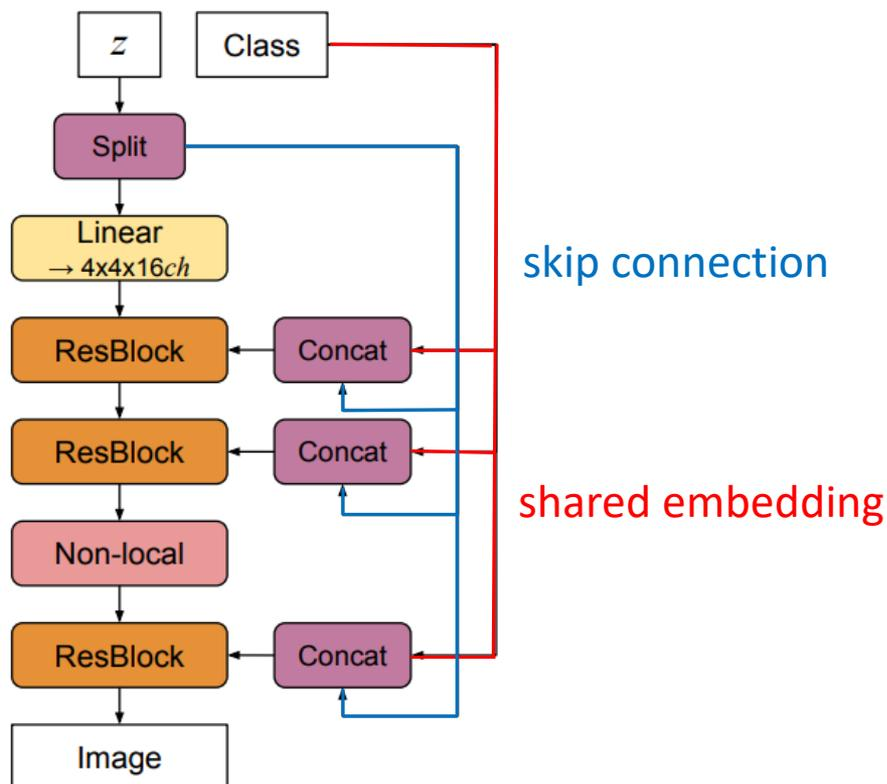 z
Class
Split
Linear
→ 4x4x16ch
skip connection
ResBlock
Concat
ResBlock
Concat
shared embedding
Non-local
ResBlock
Concat
Image